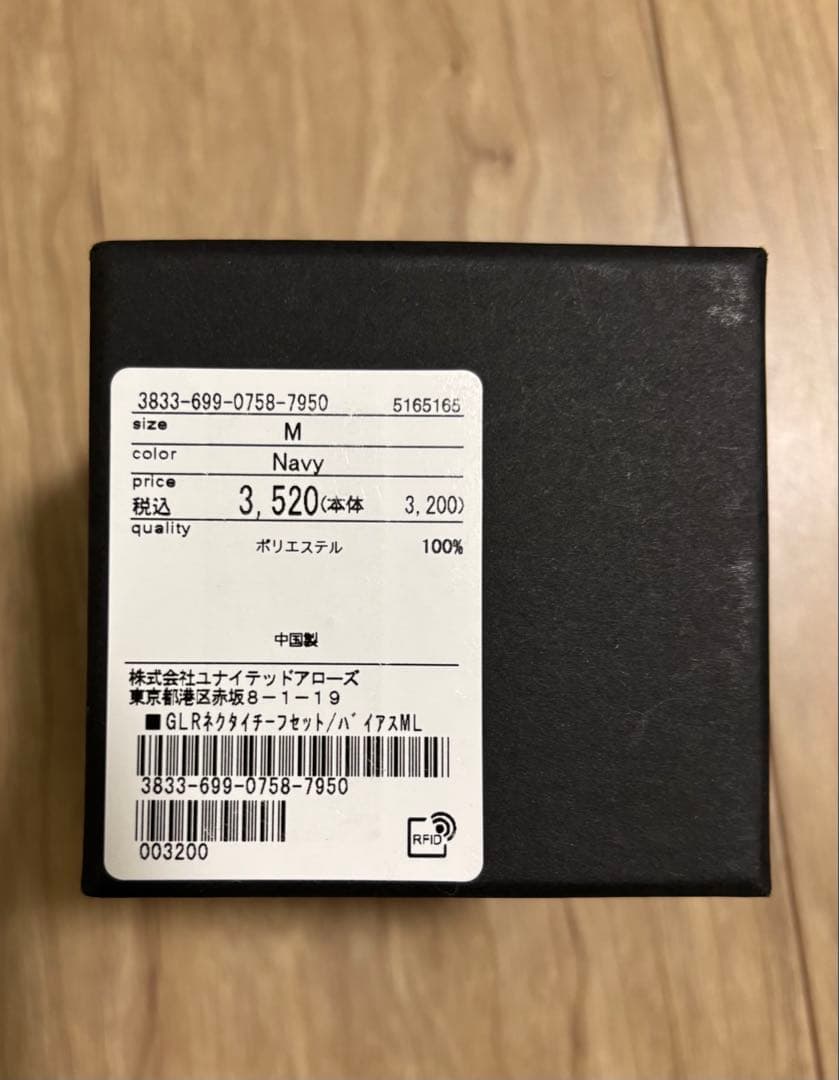 3833-699-0758-7950 5165165
size M
color Navy
price
税込 3,520(本体 3,200)
quality
ポリエステル 100%
中国製
株式会社ユナイテッドアローズ
東京都港区赤坂8-1-19
■GLRネクタイチーフセット/バイアスML
3833-699-0758-7950
003200
RFID